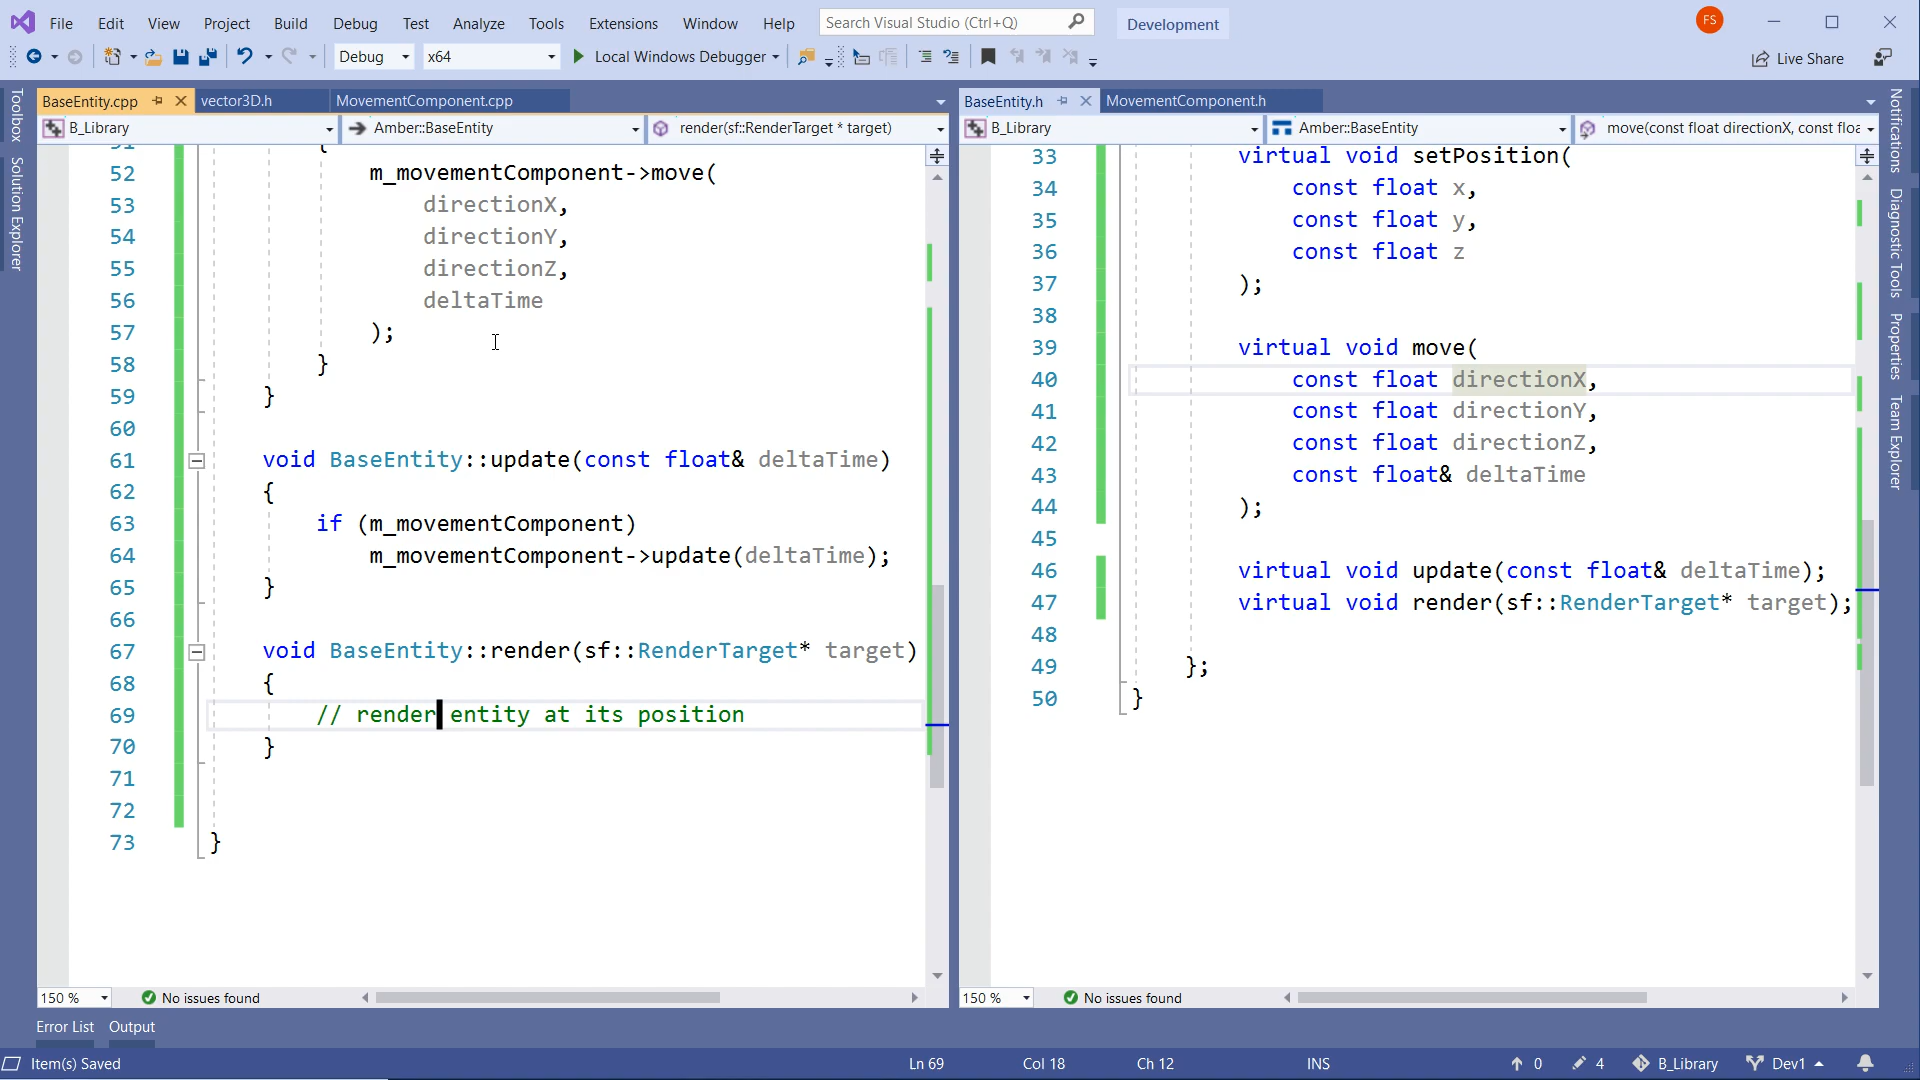 File Edit View Project Build Debug Test Analyze Tools Extensions Window Help Search Visual Studio (Ctrl+Q) Development FS
Debug x64 Local Windows Debugger Live Share
Toolbox
Solution Explorer
BaseEntity.cpp vector3D.h MovementComponent.cpp
B_Library Amber::BaseEntity render(sf::RenderTarget * target)
52 m_movementComponent->move(
53 directionX,
54 directionY,
55 directionZ,
56 deltaTime
57 );
58 }
59 }
60
61 void BaseEntity::update(const float& deltaTime)
62 {
63 if (m_movementComponent)
64 m_movementComponent->update(deltaTime);
65 }
66
67 void BaseEntity::render(sf::RenderTarget* target)
68 {
69 // render entity at its position
70 }
71
72
73 }
150 % No issues found
BaseEntity.h MovementComponent.h
B_Library Amber::BaseEntity move(const float directionX, const floa
33 virtual void setPosition(
34 const float x,
35 const float y,
36 const float z
37 );
38
39 virtual void move(
40 const float directionX,
41 const float directionY,
42 const float directionZ,
43 const float& deltaTime
44 );
45
46 virtual void update(const float& deltaTime);
47 virtual void render(sf::RenderTarget* target);
48
49 };
50 }
150 % No issues found
Notifications
Diagnostic Tools
Properties
Team Explorer
Error List Output
Item(s) Saved Ln 69 Col 18 Ch 12 INS 0 4 B_Library Dev1